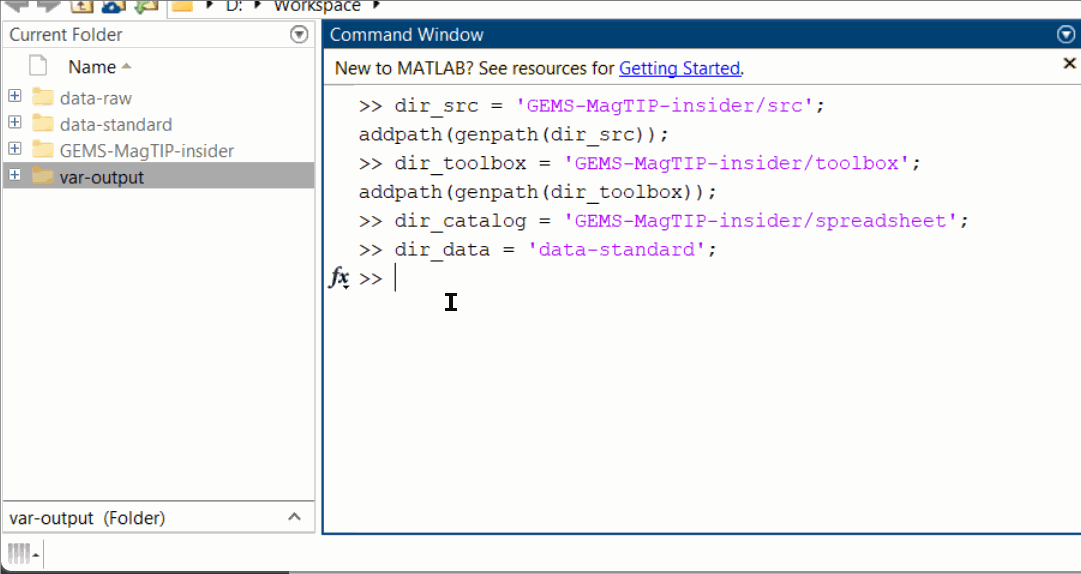 D: Workspace
Current Folder
Name
data-raw
data-standard
GEMS-MagTIP-insider
var-output
var-output (Folder)
Command Window
New to MATLAB? See resources for Getting Started.
>> dir_src = 'GEMS-MagTIP-insider/src';
addpath(genpath(dir_src));
>> dir_toolbox = 'GEMS-MagTIP-insider/toolbox';
addpath(genpath(dir_toolbox));
>> dir_catalog = 'GEMS-MagTIP-insider/spreadsheet';
>> dir_data = 'data-standard';
fx >>